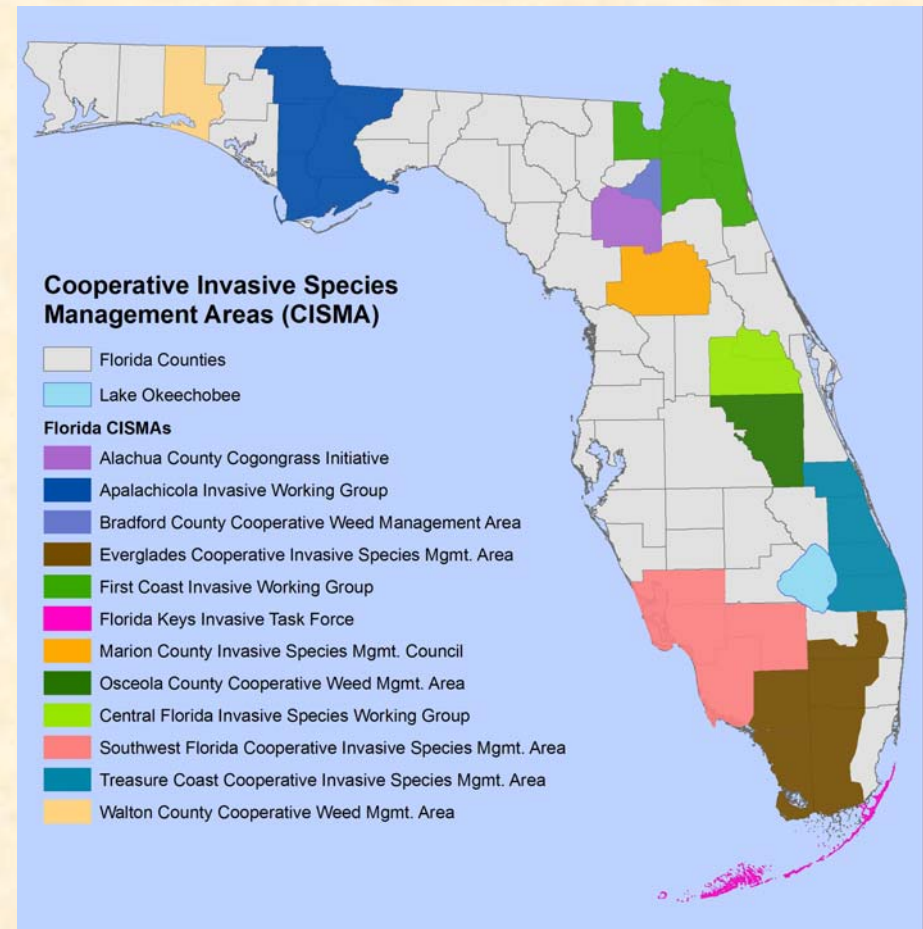 Cooperative Invasive Species
Management Areas (CISMA)
Florida Counties
Lake Okeechobee
Florida CISMAs
Alachua County Cogongrass Initiative
Apalachicola Invasive Working Group
Bradford County Cooperative Weed Management Area
Everglades Cooperative Invasive Species Mgmt. Area
First Coast Invasive Working Group
Florida Keys Invasive Task Force
Marion County Invasive Species Mgmt. Council
Osceola County Cooperative Weed Mgmt. Area
Central Florida Invasive Species Working Group
Southwest Florida Cooperative Invasive Species Mgmt. Area
Treasure Coast Cooperative Invasive Species Mgmt. Area
Walton County Cooperative Weed Mgmt. Area